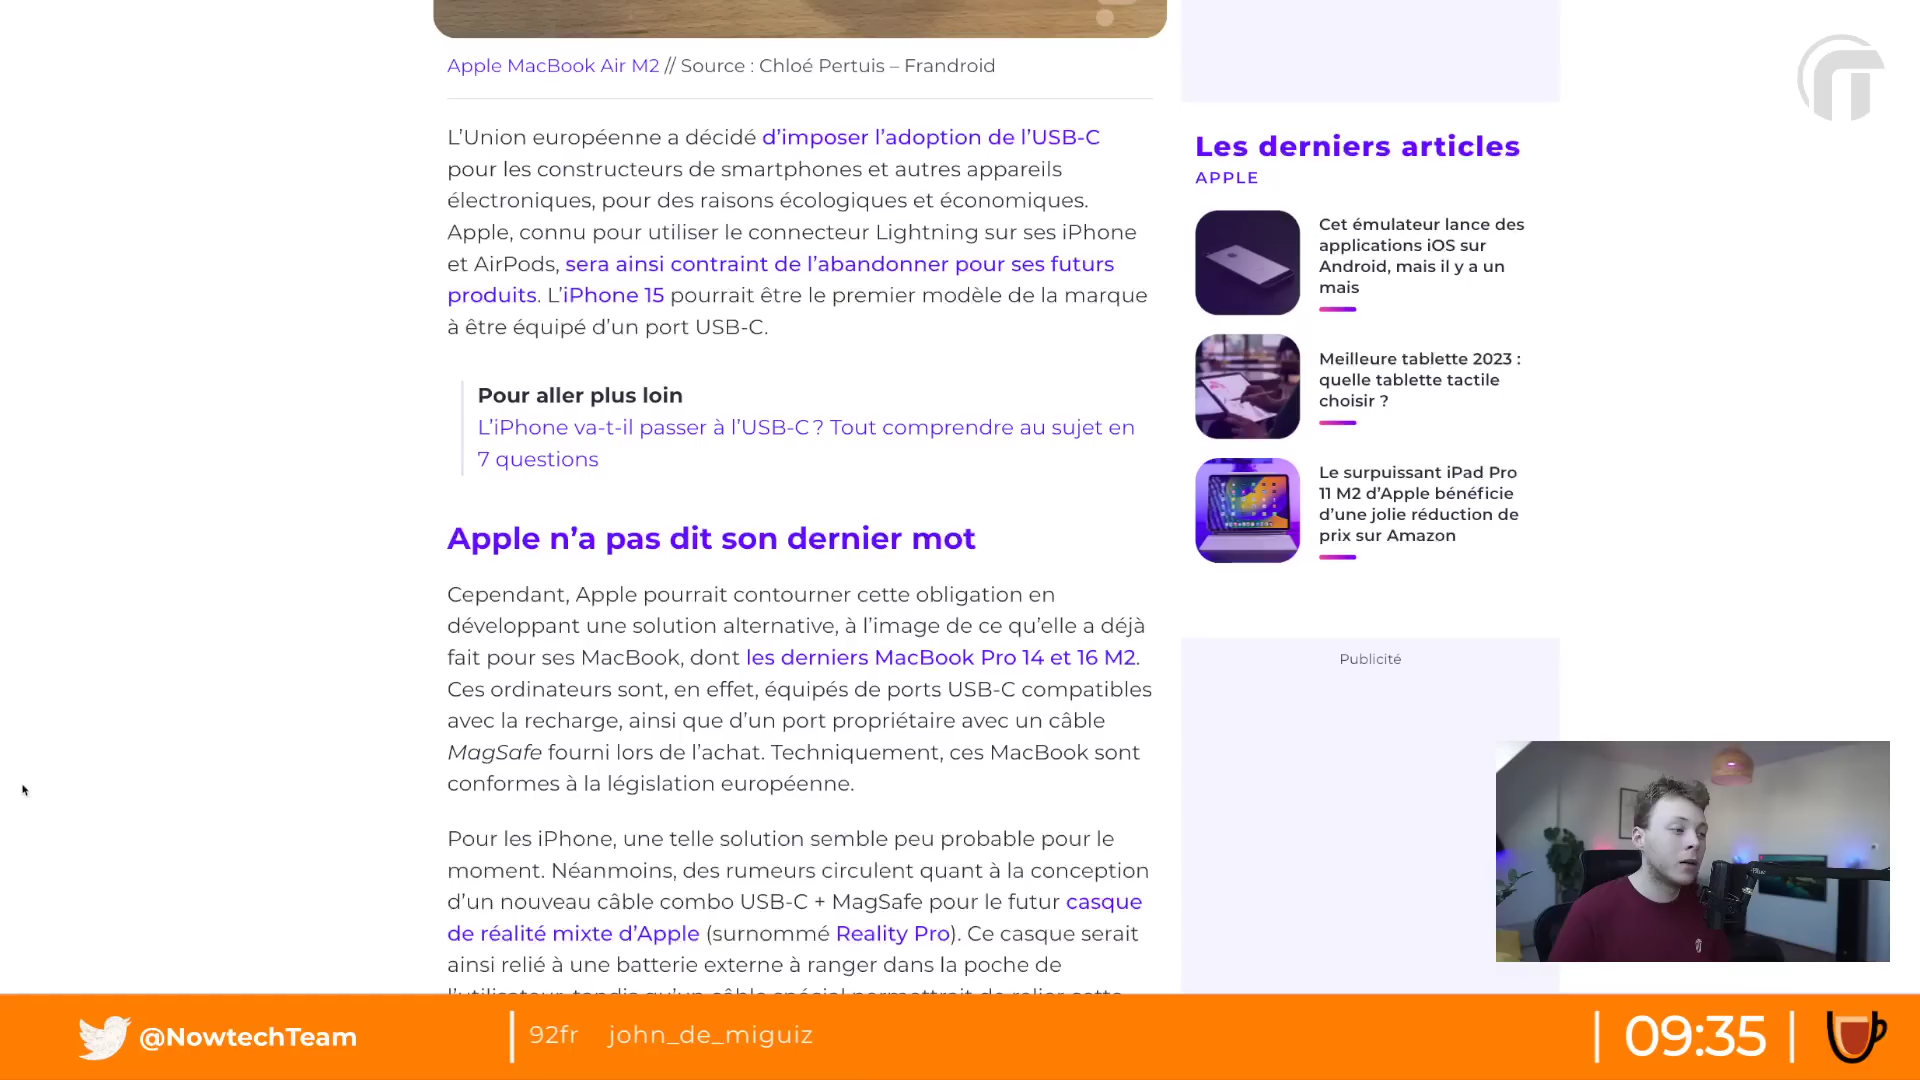 Apple MacBook Air M2 // Source : Chloé Pertuis – Frandroid
L’Union européenne a décidé d’imposer l’adoption de l’USB-C
pour les constructeurs de smartphones et autres appareils
électroniques, pour des raisons écologiques et économiques.
Apple, connu pour utiliser le connecteur Lightning sur ses iPhone
et AirPods, sera ainsi contraint de l’abandonner pour ses futurs
produits. L’iPhone 15 pourrait être le premier modèle de la marque
à être équipé d’un port USB-C.
Pour aller plus loin
L’iPhone va-t-il passer à l’USB-C ? Tout comprendre au sujet en
7 questions
Apple n’a pas dit son dernier mot
Cependant, Apple pourrait contourner cette obligation en
développant une solution alternative, à l’image de ce qu’elle a déjà
fait pour ses MacBook, dont les derniers MacBook Pro 14 et 16 M2.
Ces ordinateurs sont, en effet, équipés de ports USB-C compatibles
avec la recharge, ainsi que d’un port propriétaire avec un câble
MagSafe fourni lors de l’achat. Techniquement, ces MacBook sont
conformes à la législation européenne.
Pour les iPhone, une telle solution semble peu probable pour le
moment. Néanmoins, des rumeurs circulent quant à la conception
d’un nouveau câble combo USB-C + MagSafe pour le futur casque
de réalité mixte d’Apple (surnommé Reality Pro). Ce casque serait
ainsi relié à une batterie externe à ranger dans la poche de
l’utilisateur, tandis qu’un câble spécial permettrait de relier cette
Les derniers articles
APPLE
Cet émulateur lance des
applications iOS sur
Android, mais il y a un
mais
Meilleure tablette 2023 :
quelle tablette tactile
choisir ?
Le surpuissant iPad Pro
11 M2 d’Apple bénéficie
d’une jolie réduction de
prix sur Amazon
Publicité
@NowtechTeam
92fr john_de_miguiz
09:35